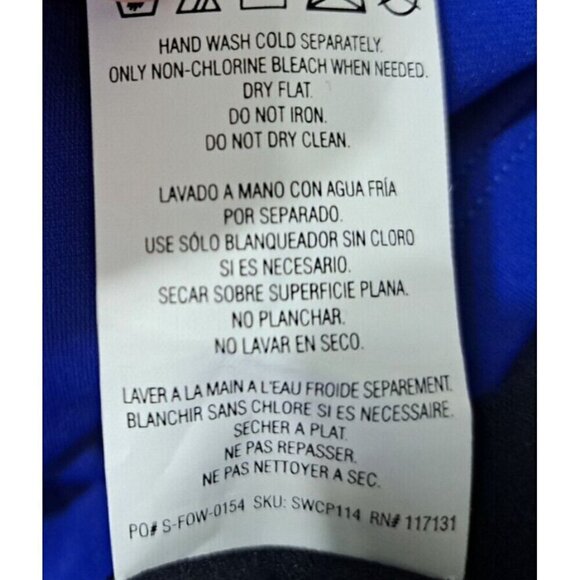 HAND WASH COLD SEPARATELY.
ONLY NON-CHLORINE BLEACH WHEN NEEDED.
DRY FLAT.
DO NOT IRON.
DO NOT DRY CLEAN.
LAVADO A MANO CON AGUA FRÍA
POR SEPARADO.
USE SÓLO BLANQUEADOR SIN CLORO
SI ES NECESARIO.
SECAR SOBRE SUPERFICIE PLANA.
NO PLANCHAR.
NO LAVAR EN SECO.
LAVER A LA MAIN A L'EAU FROIDE SEPAREMENT.
BLANCHIR SANS CHLORE SI ES NECESSAIRE.
SECHER A PLAT.
NE PAS REPASSER.
NE PAS NETTOYER A SEC.
PO# S-FOW-0154 SKU: SWCP114 RN# 117131